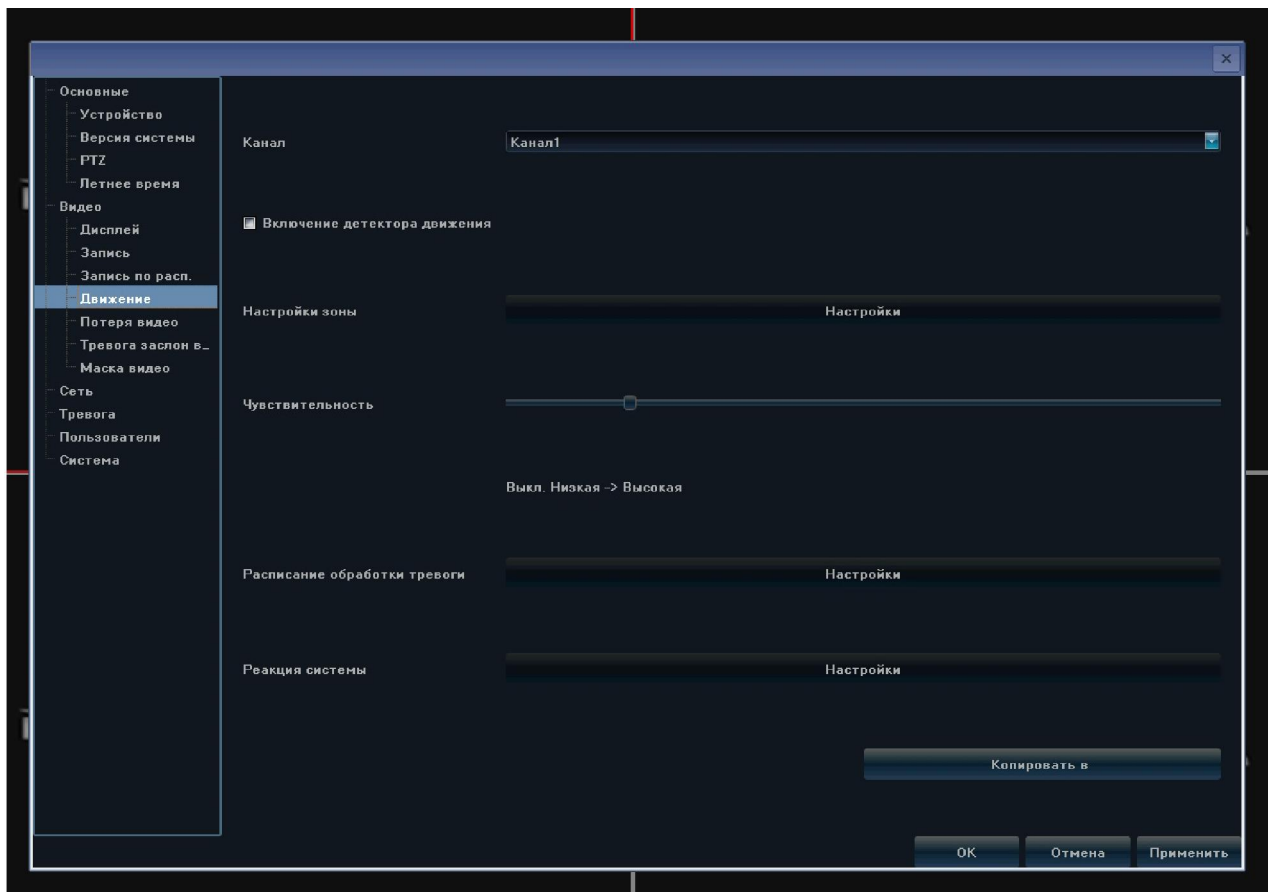 Основные
Устройство
Версия системы
PTZ
Летнее время
Видео
Дисплей
Запись
Запись по расп.
Движение
Потеря видео
Тревога заслон в…
Маска видео
Сеть
Тревога
Пользователи
Система
Канал
Канал1
Включение детектора движения
Настройки зоны
Настройки
Чувствительность
Выкл. Низкая -> Высокая
Расписание обработки тревоги
Настройки
Реакция системы
Настройки
Копировать в
OK
Отмена
Применить